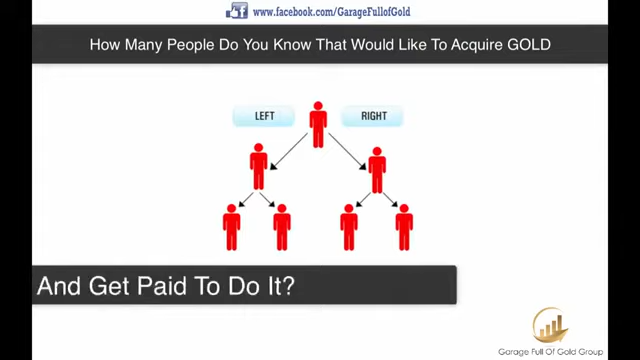 www.facebook.com/GarageFullofGold
How Many People Do You Know That Would Like To Acquire GOLD
LEFT
RIGHT
And Get Paid To Do It?
Garage Full Of Gold Group